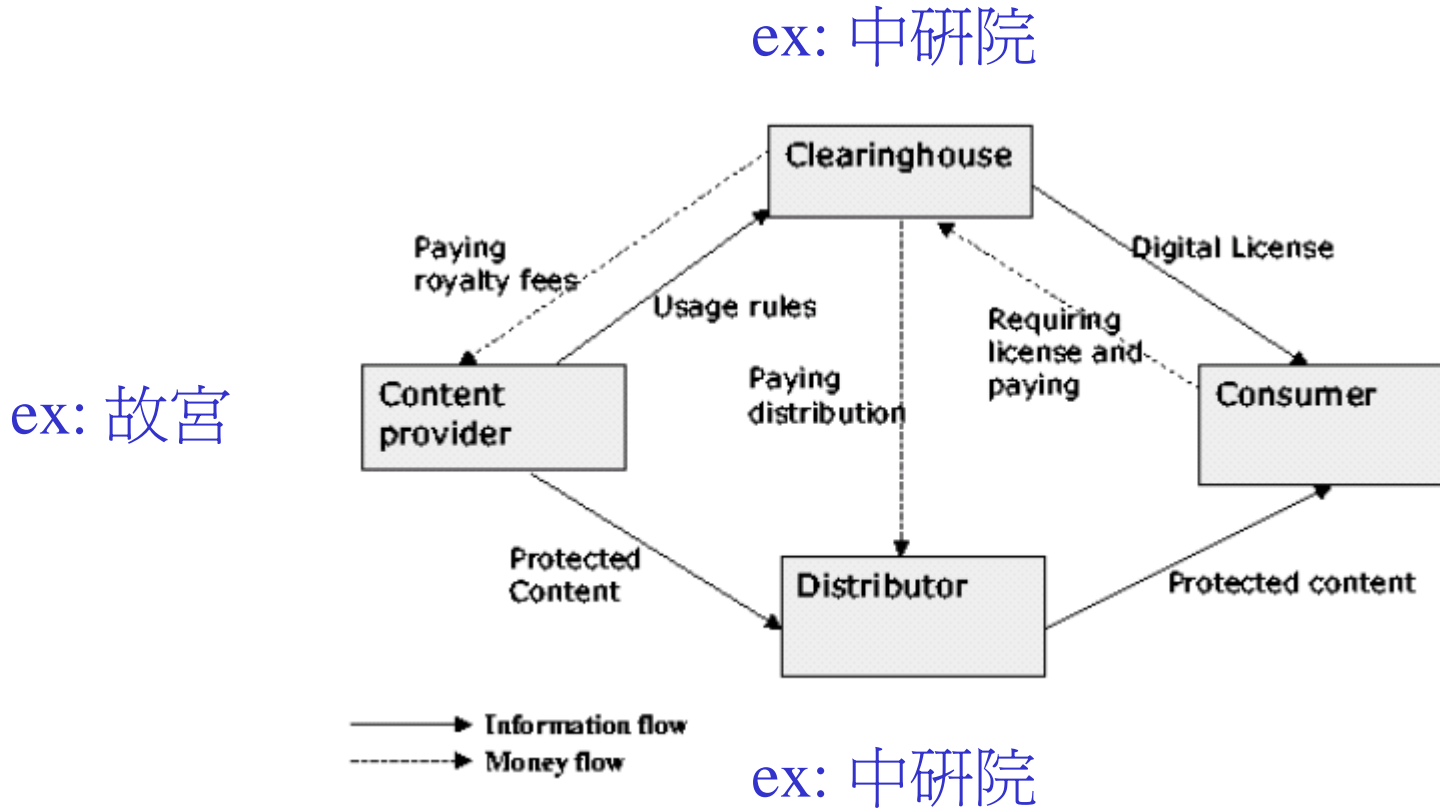 ex: 中研院
Clearinghouse
Paying
royalty fees
Usage rules
Digital License
Requiring
license and
paying
Paying
distribution
ex: 故宮
Content
provider
Consumer
Protected
Content
Distributor
Protected content
Information flow
Money flow
ex: 中研院